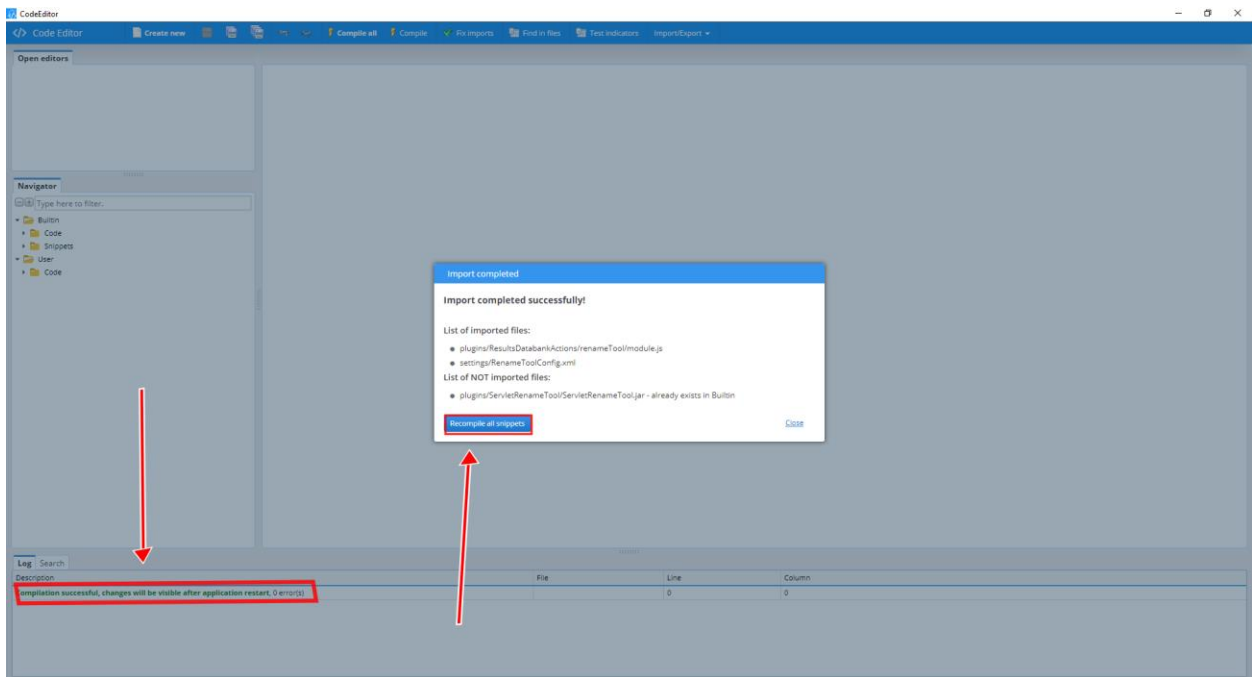 CodeEditor
</> Code Editor
Create new
Compile all
Compile
Fix imports
Find in files
Test indicators
Import/Export
Open editors
Navigator
Type here to filter.
Builtin
Code
Snippets
User
Code
Import completed
Import completed successfully!
List of imported files:
plugins/ResultsDatabankActions/renameTool/module.js
settings/RenameToolConfig.xml
List of NOT imported files:
plugins/ServletRenameTool/ServletRenameTool.jar - already exists in Builtin
Recompile all snippets
Close
Log
Search
Description
File
Line
Column
ompilation successful, changes will be visible after application restart, 0 error(s)
0
0